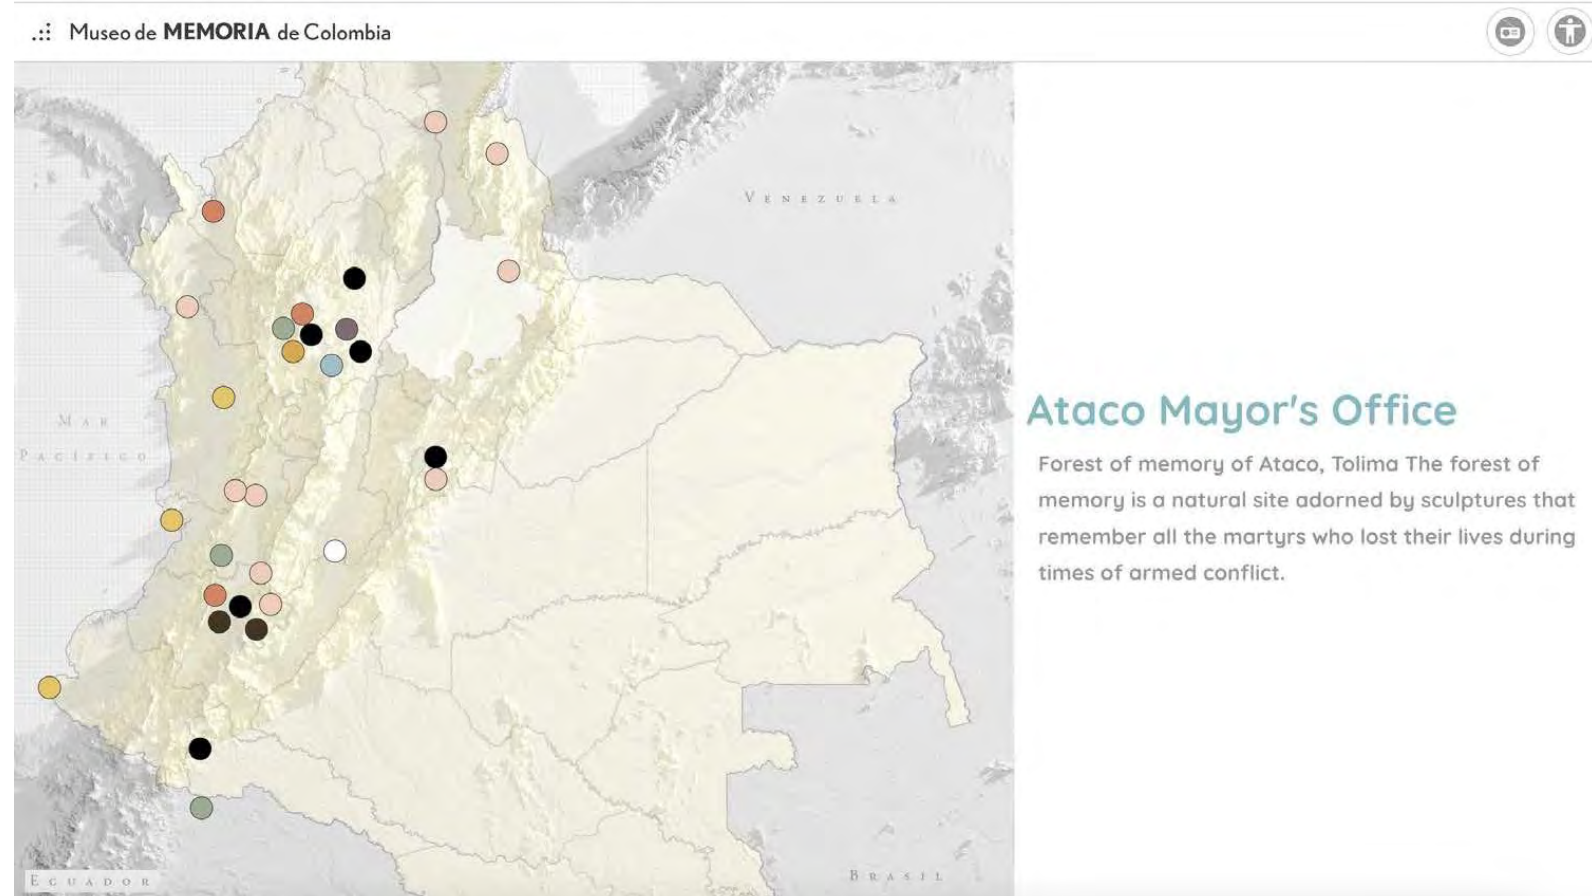 Museo de MEMORIA de Colombia
VENEZUELA
MAR
PACÍFICO
ECUADOR
BRASIL
Ataco Mayor's Office
Forest of memory of Ataco, Tolima The forest of
memory is a natural site adorned by sculptures that
remember all the martyrs who lost their lives during
times of armed conflict.